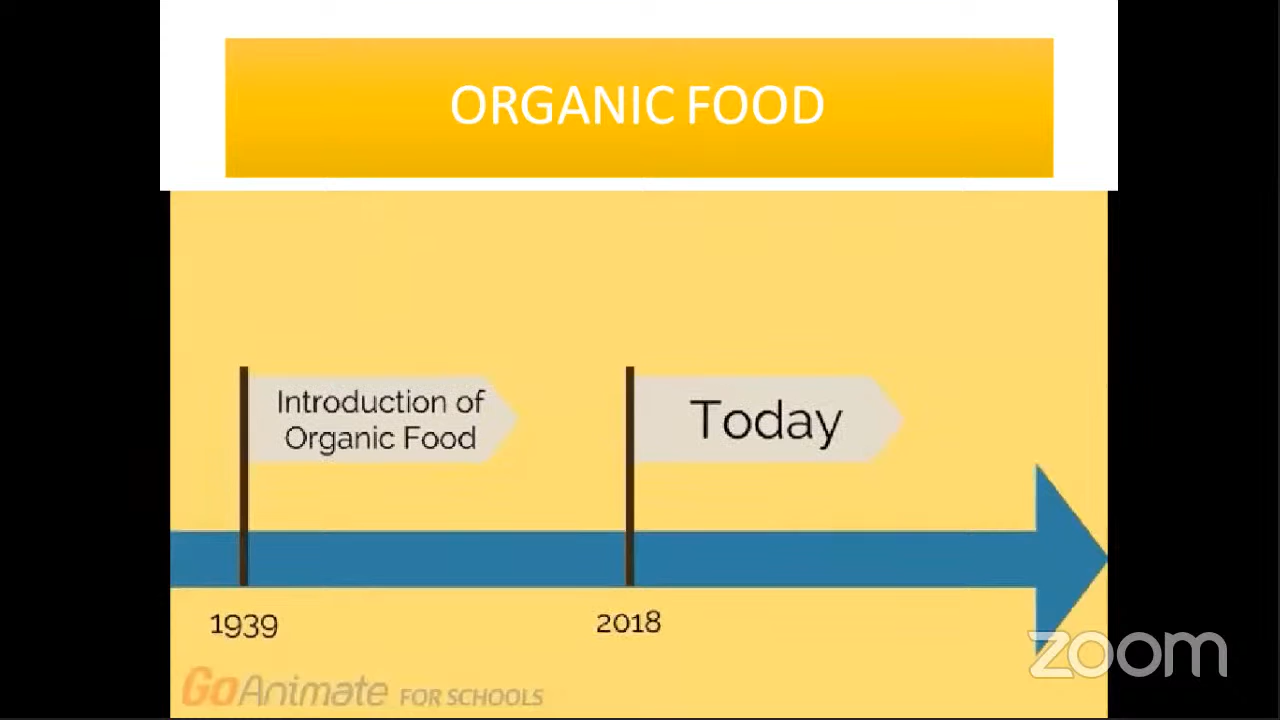 ORGANIC FOOD
Introduction of
Organic Food
Today
1939
2018
GoAnimate FOR SCHOOLS
zoom